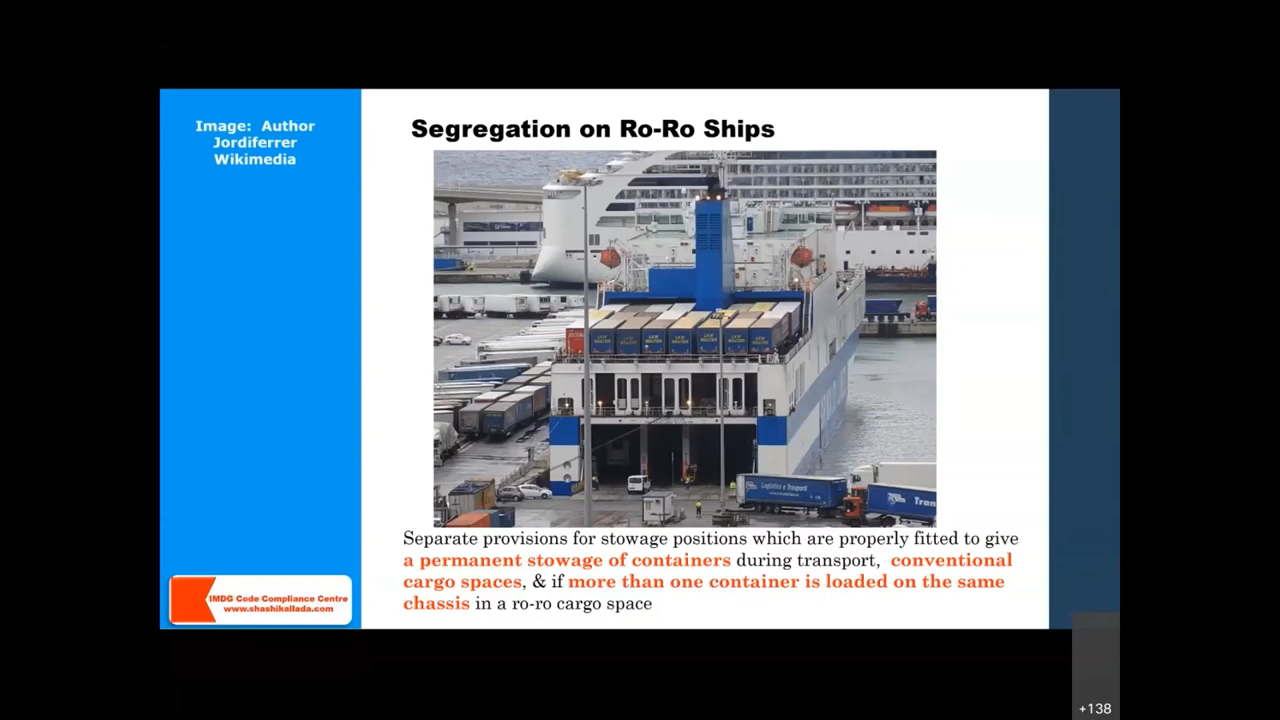 Image: Author
Jordiferrer
Wikimedia
Segregation on Ro-Ro Ships
Logistica e Trasporti
Separate provisions for stowage positions which are properly fitted to give
a permanent stowage of containers during transport, conventional
cargo spaces, & if more than one container is loaded on the same
chassis in a ro-ro cargo space
IMDG Code Compliance Centre
www.shashikallada.com
+138